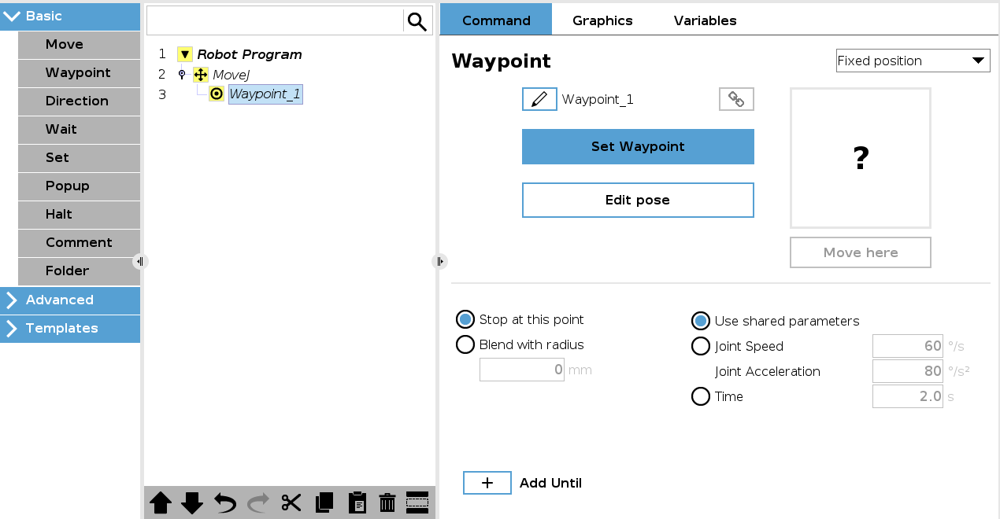 Basic
Move
Waypoint
Direction
Wait
Set
Popup
Halt
Comment
Folder
Advanced
Templates
1 Robot Program
2 MoveJ
3 Waypoint_1
Command Graphics Variables
Waypoint
Fixed position
Waypoint_1
Set Waypoint
Edit pose
?
Move here
Stop at this point
Blend with radius
0 mm
Use shared parameters
Joint Speed 60 °/s
Joint Acceleration 80 °/s²
Time 2.0 s
+ Add Until